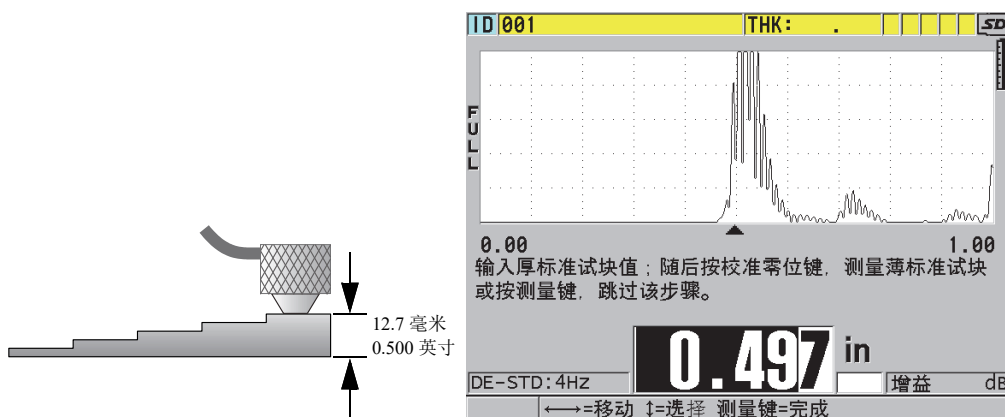 12.7 毫米
0.500 英寸
ID 001 THK: . SD
FULL
0.00 1.00
输入厚标准试块值；随后按校准零位键，测量薄标准试块
或按测量键，跳过该步骤。
0.497 in
DE-STD:4Hz 增益 dB
←→=移动 ↕=选择 测量键=完成